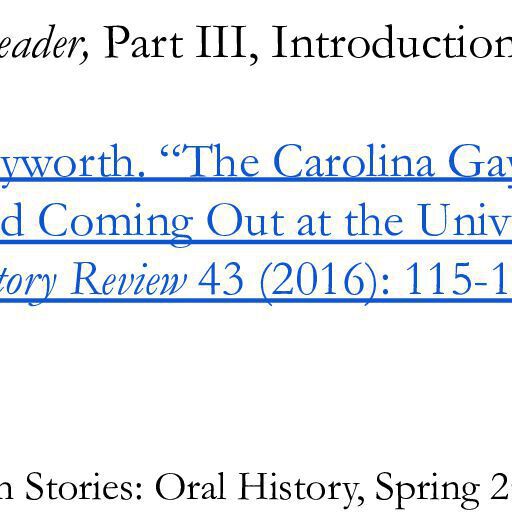 eader, Part III, Introduction
yworth. “The Carolina Gay
d Coming Out at the Univ
tory Review 43 (2016): 115-1
n Stories: Oral History, Spring 2